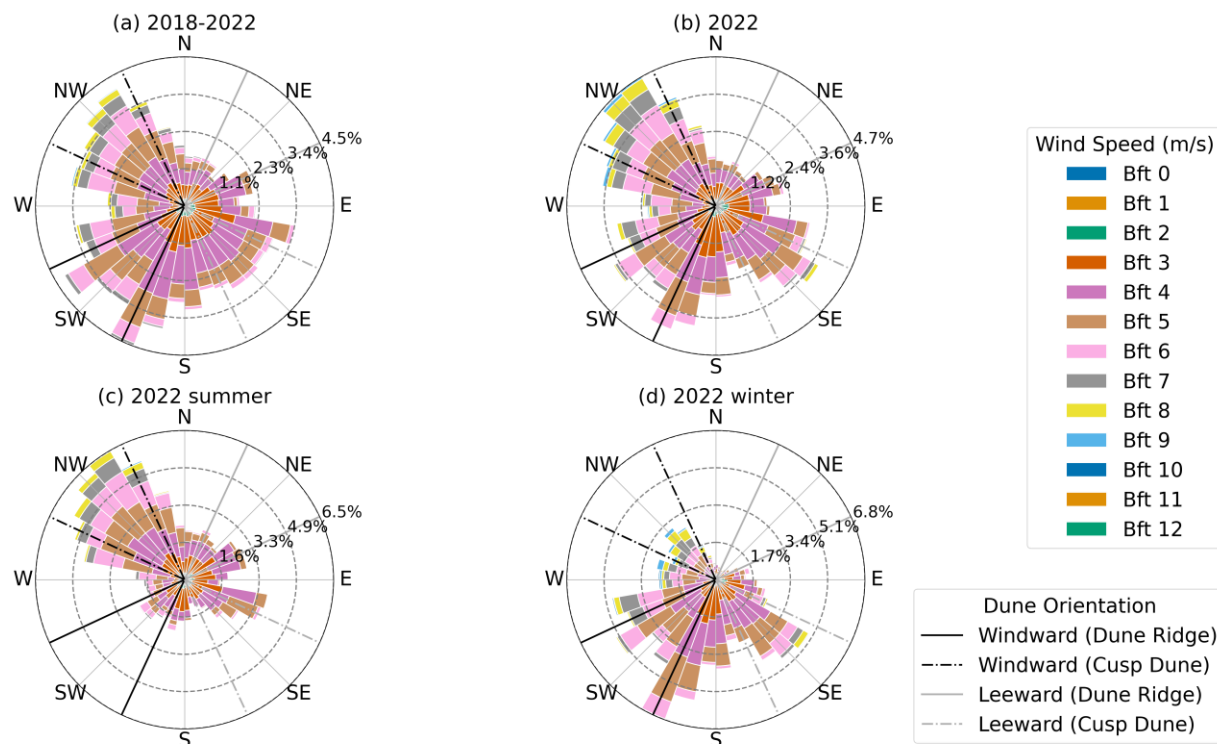 (a) 2018-2022
N
NE
E
SE
S
SW
W
NW
1.1%
2.3%
3.4%
4.5%
(b) 2022
N
NE
E
SE
S
SW
W
NW
1.2%
2.4%
3.6%
4.7%
(c) 2022 summer
N
NE
E
SE
S
SW
W
NW
1.6%
3.3%
4.9%
6.5%
(d) 2022 winter
N
NE
E
SE
S
SW
W
NW
1.7%
3.4%
5.1%
6.8%
Wind Speed (m/s)
Bft 0
Bft 1
Bft 2
Bft 3
Bft 4
Bft 5
Bft 6
Bft 7
Bft 8
Bft 9
Bft 10
Bft 11
Bft 12
Dune Orientation
Windward (Dune Ridge)
Windward (Cusp Dune)
Leeward (Dune Ridge)
Leeward (Cusp Dune)